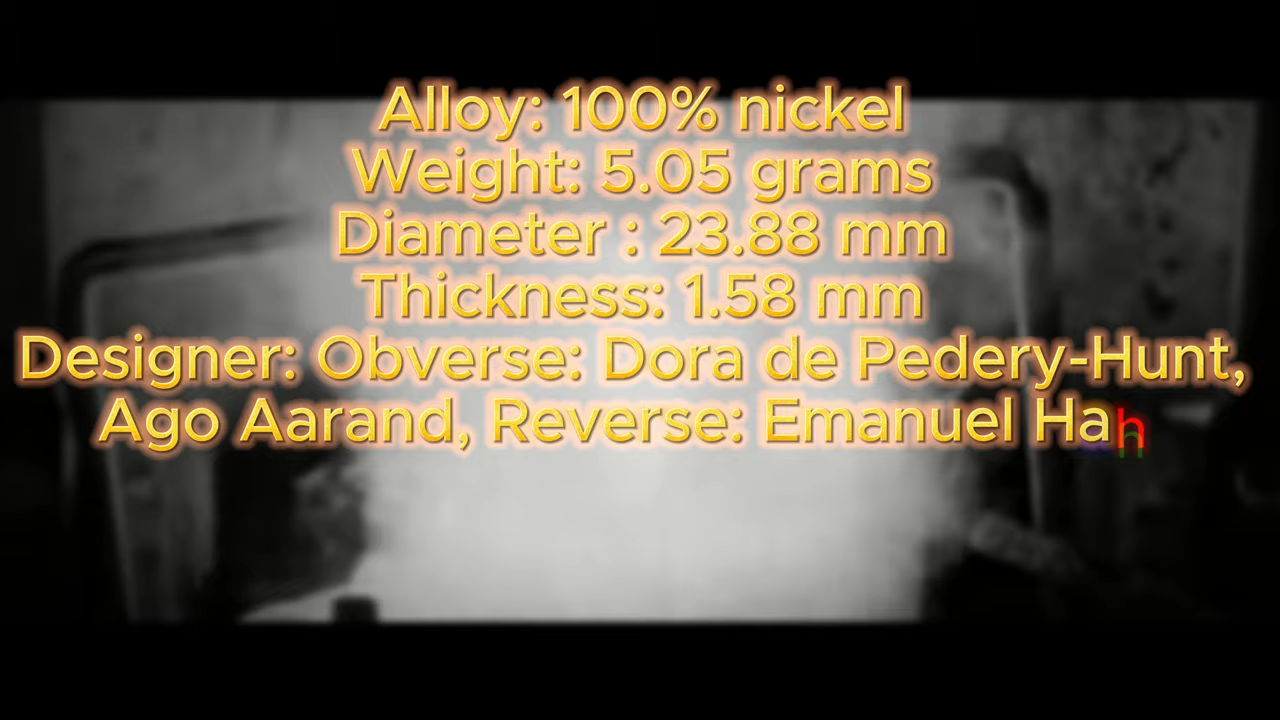 Alloy: 100% nickel
Weight: 5.05 grams
Diameter : 23.88 mm
Thickness: 1.58 mm
Designer: Obverse: Dora de Pedery-Hunt,
Ago Aarand, Reverse: Emanuel Hah